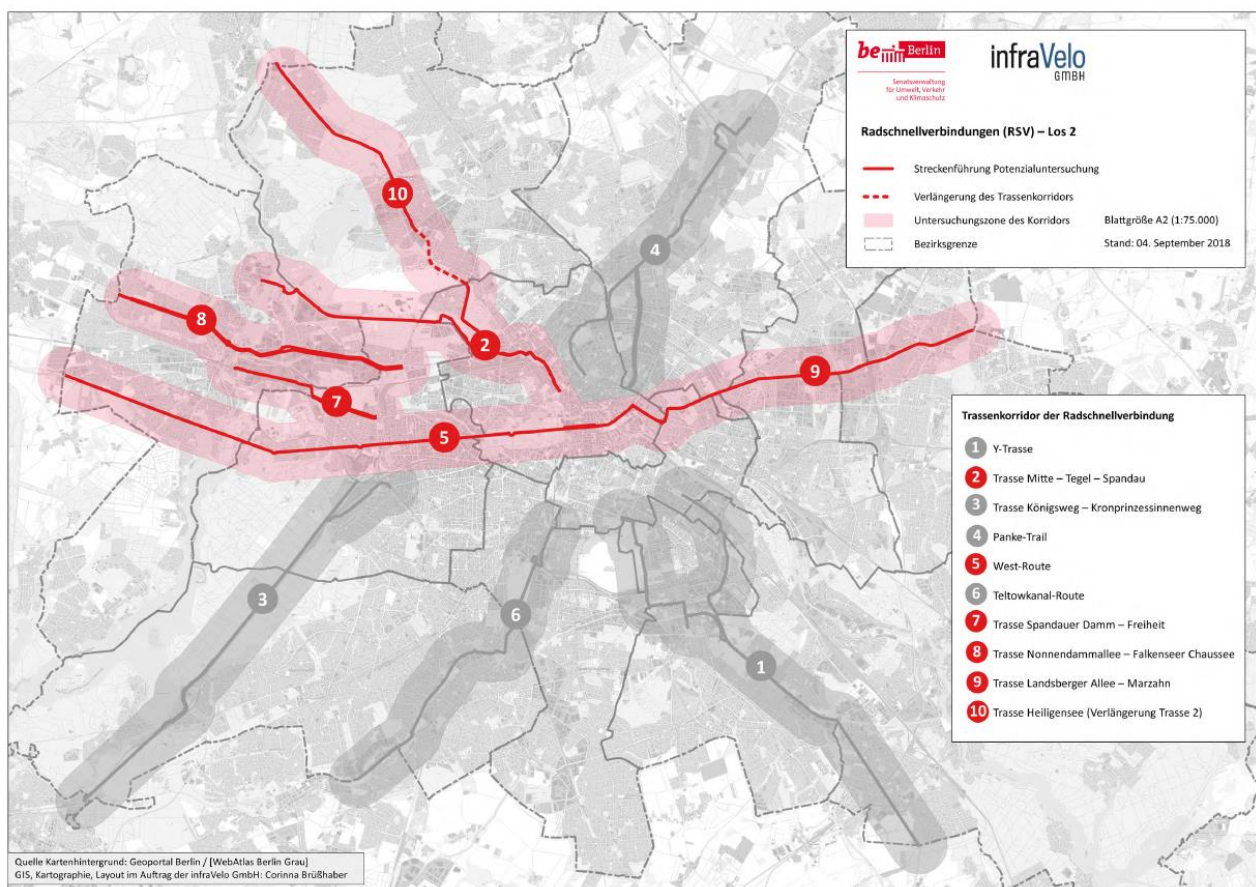 be Berlin
Senatsverwaltung
für Umwelt, Verkehr
und Klimaschutz
infraVelo
GMBH
Radschnellverbindungen (RSV) – Los 2
Streckenführung Potenzialuntersuchung
Verlängerung des Trassenkorridors
Untersuchungszone des Korridors Blattgröße A2 (1:75.000)
Bezirksgrenze Stand: 04. September 2018
10
4
8
2
9
7
5
3
6
1
Trassenkorridor der Radschnellverbindung
1 Y-Trasse
2 Trasse Mitte – Tegel – Spandau
3 Trasse Königsweg – Kronprinzessinnenweg
4 Panke-Trail
5 West-Route
6 Teltowkanal-Route
7 Trasse Spandauer Damm – Freiheit
8 Trasse Nonnendammallee – Falkenseer Chaussee
9 Trasse Landsberger Allee – Marzahn
10 Trasse Heiligensee (Verlängerung Trasse 2)
Quelle Kartenhintergrund: Geoportal Berlin / [WebAtlas Berlin Grau]
GIS, Kartographie, Layout im Auftrag der infraVelo GmbH: Corinna Brüßhaber